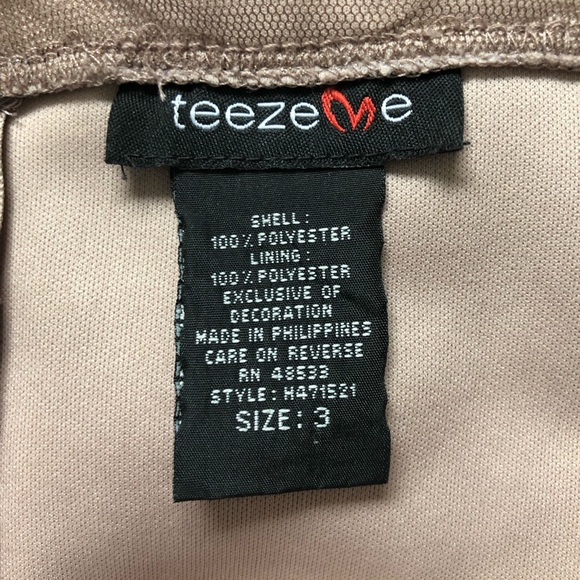 teezeme
SHELL:
100% POLYESTER
LINING:
100% POLYESTER
EXCLUSIVE OF
DECORATION
MADE IN PHILIPPINES
CARE ON REVERSE
RN 48533
STYLE: H471521
SIZE: 3